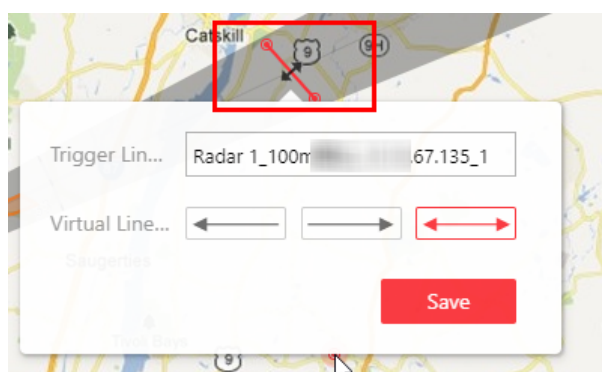 Catskill
9
9H
Trigger Lin...
Radar 1_100m .67.135_1
Virtual Line...
Saugerties
Save
Tivoli Bays
9